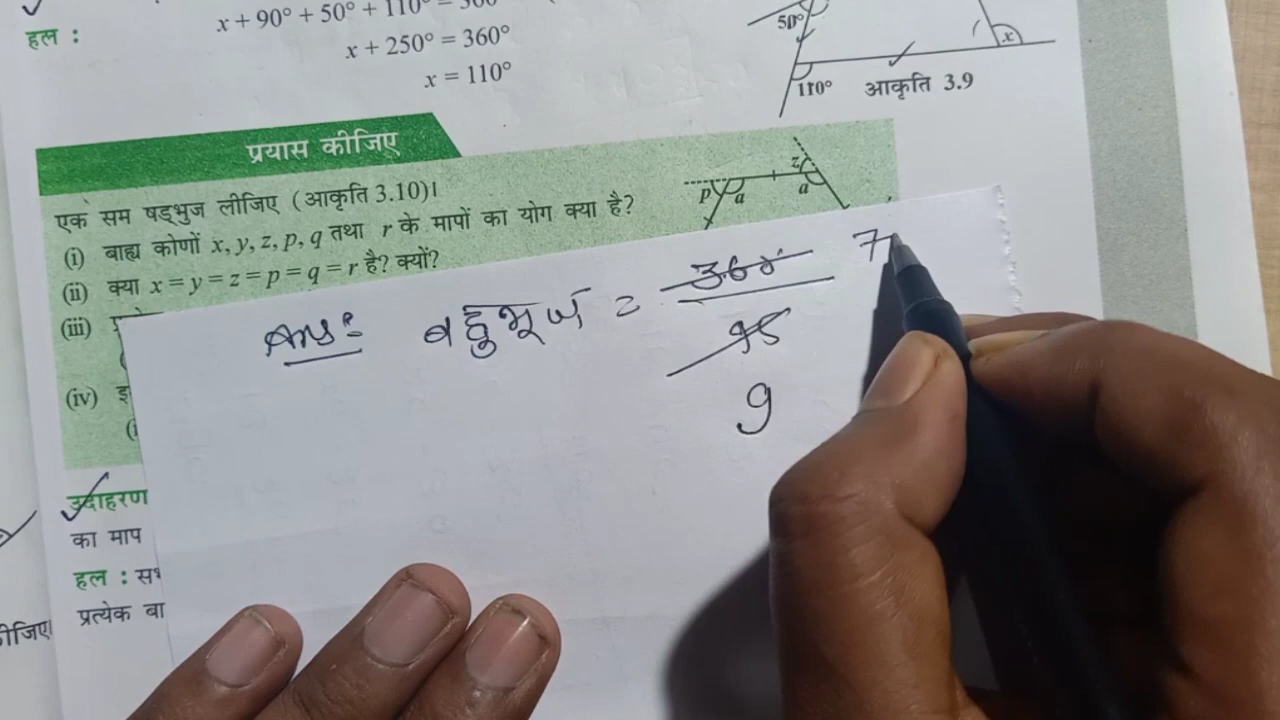 हल :
x + 90° + 50° + 110° = 360
x + 250° = 360°
x = 110°
50°
x
110°
आकृति 3.9
प्रयास कीजिए
एक सम षड्भुज लीजिए (आकृति 3.10)।
(i) बाह्य कोणों x, y, z, p, q तथा r के मापों का योग क्या है?
(ii) क्या x = y = z = p = q = r है? क्यों?
(iii)
(iv) इ
z
p a
a
Ans:
बहुभूज =
360
45
9
7
उदाहरण
का माप
हल : सभ
प्रत्येक बा
ीजिए।